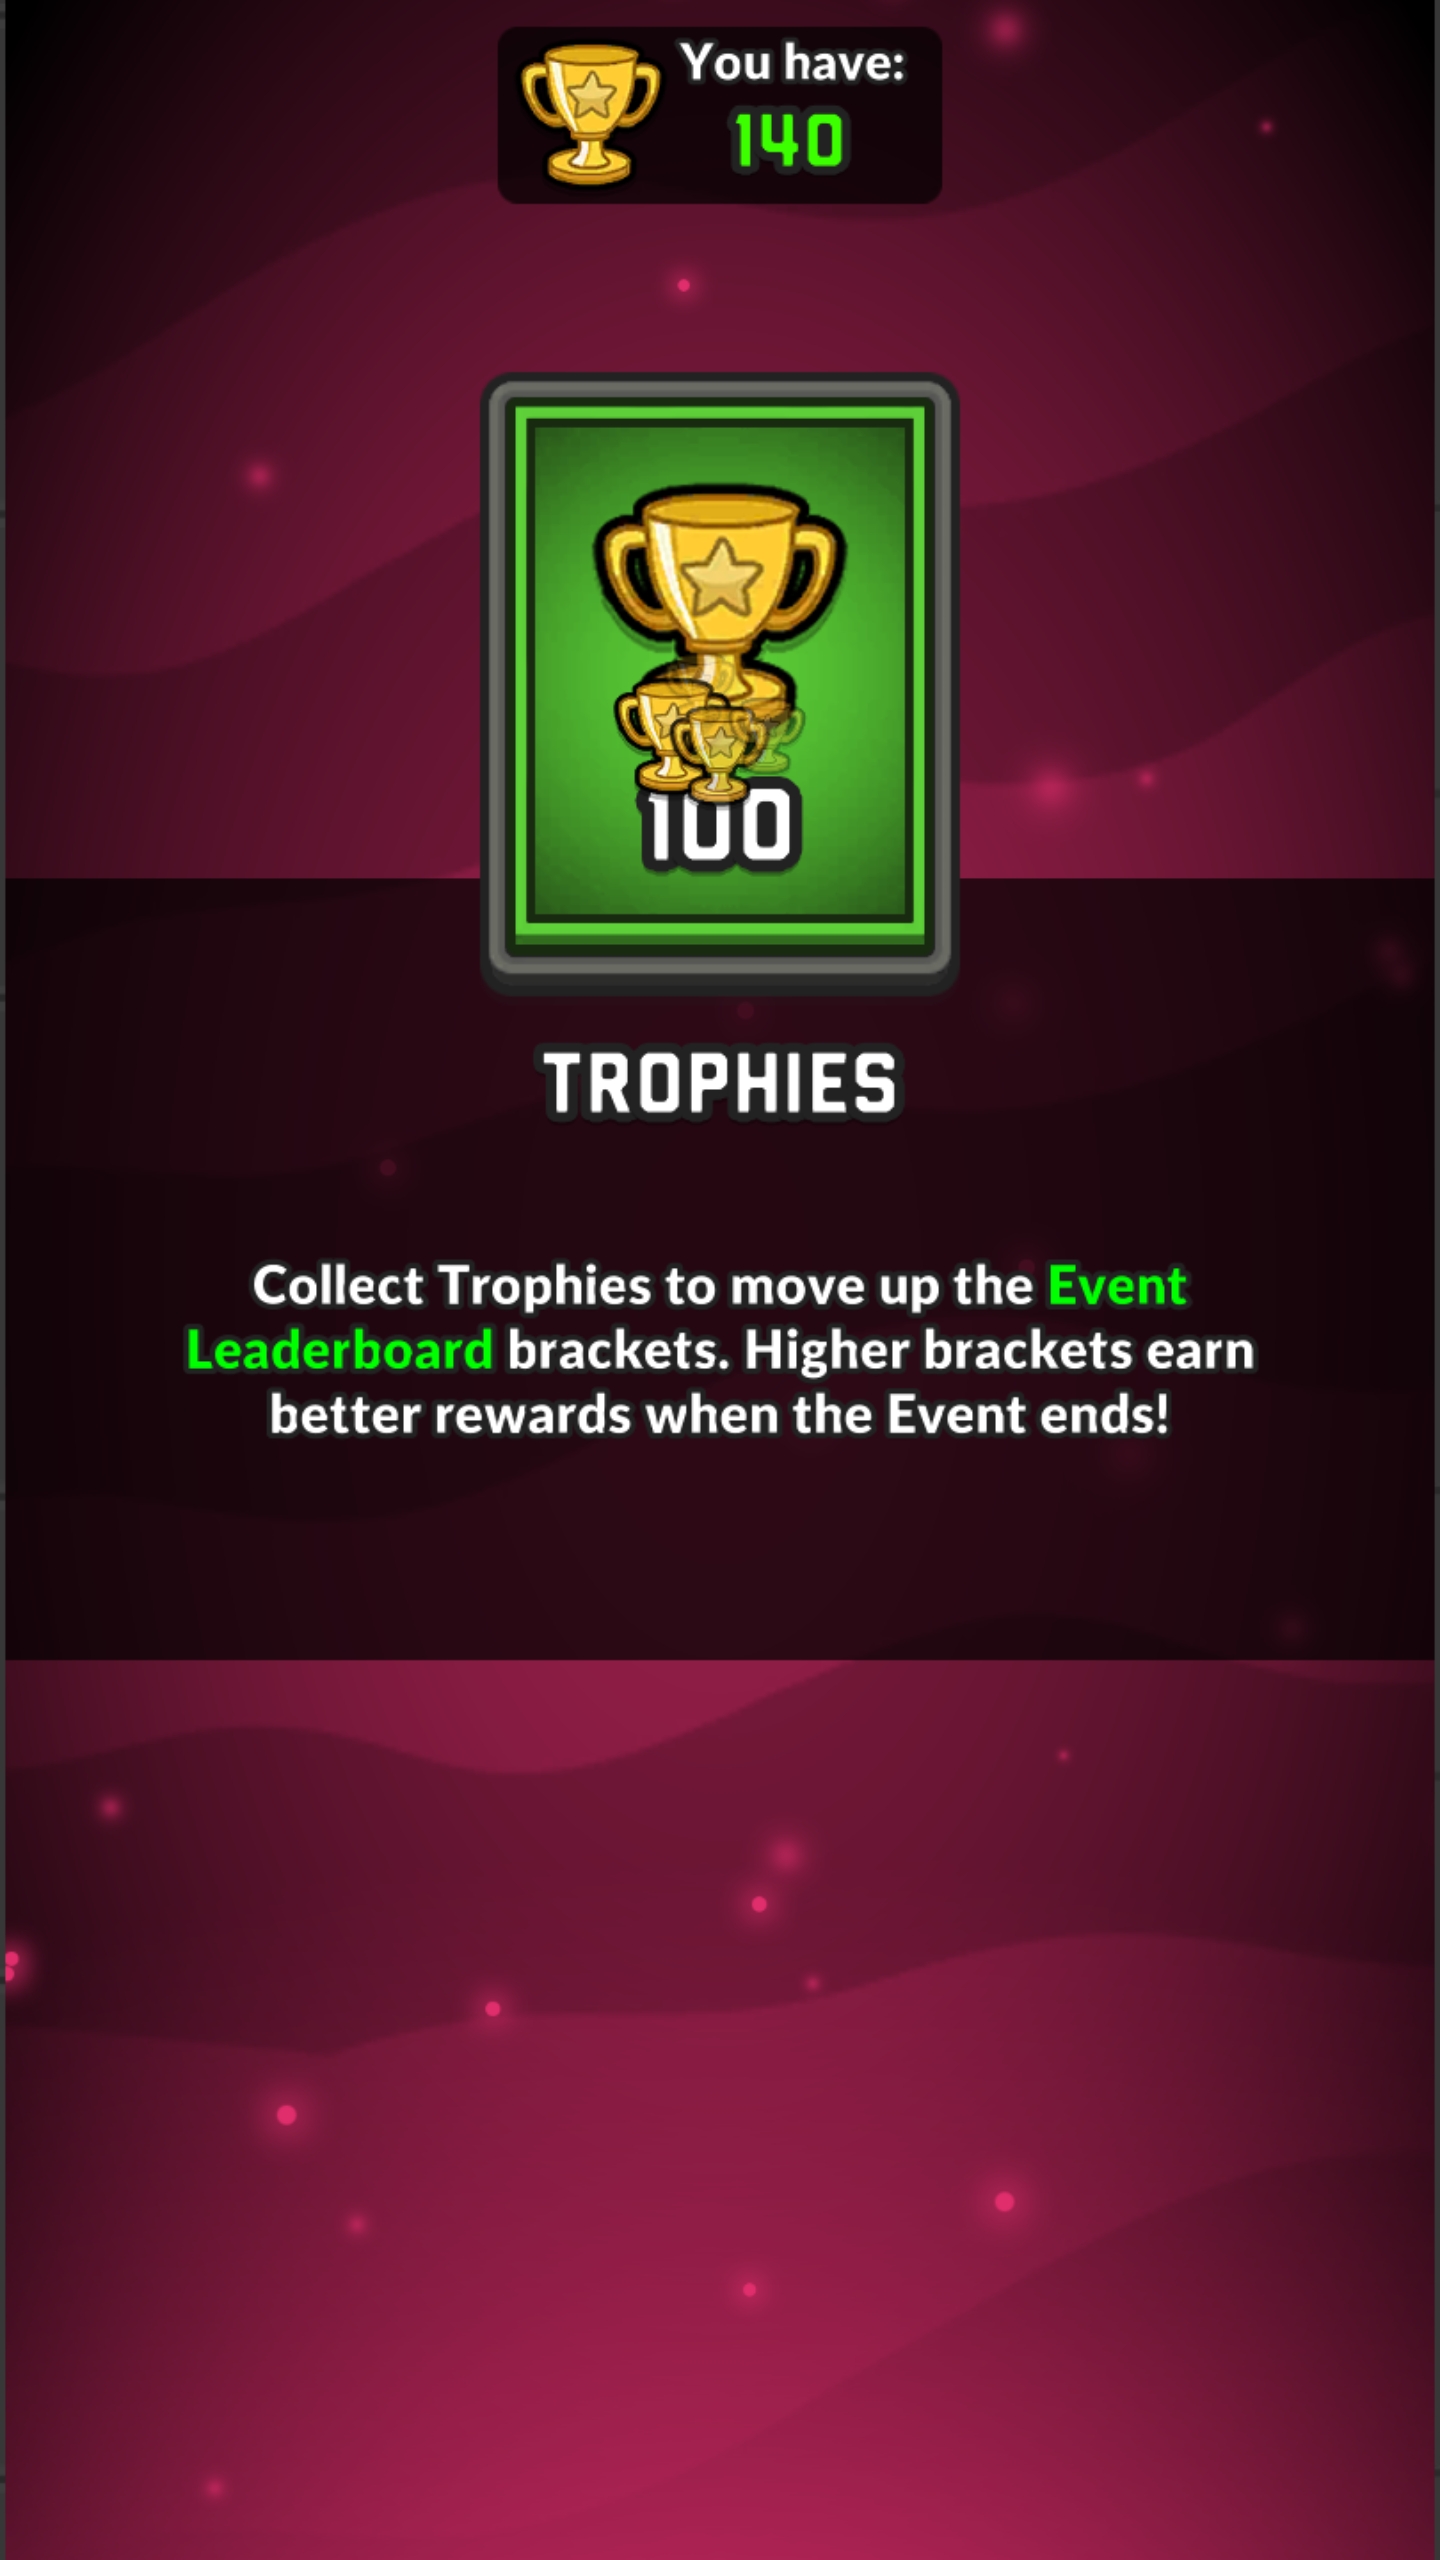 You have:
140
100
TROPHIES
Collect Trophies to move up the Event
Leaderboard brackets. Higher brackets earn
better rewards when the Event ends!